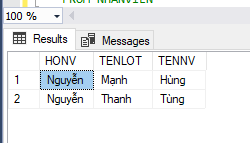 FROM NHANVIEN
100 %
Results Messages
HONV TENLOT TENNV
1 Nguyễn Mạnh Hùng
2 Nguyễn Thanh Tùng